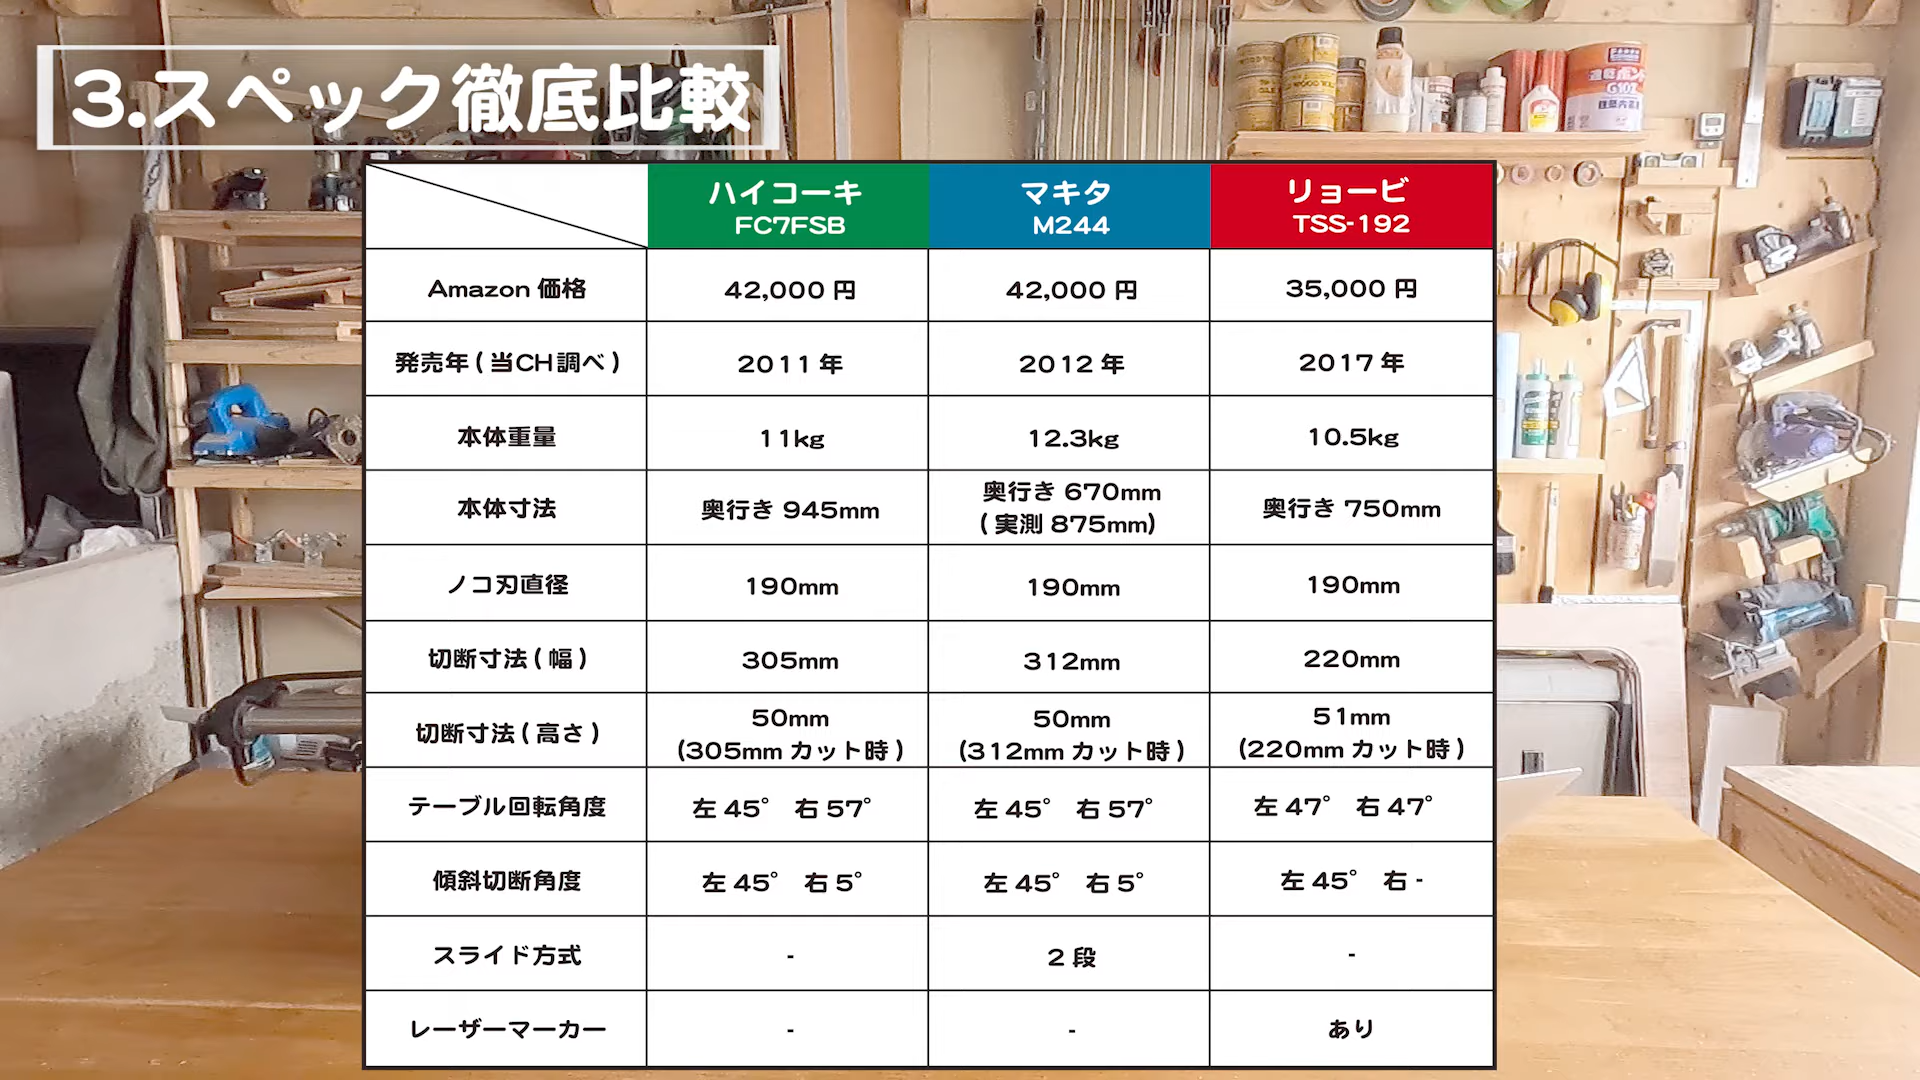 3.スペック徹底比較
ハイコーキ
FC7FSB
マキタ
M244
リョービ
TSS-192
Amazon 価格
42,000 円
42,000 円
35,000 円
発売年(当CH調べ)
2011 年
2012 年
2017 年
本体重量
11kg
12.3kg
10.5kg
本体寸法
奥行き 945mm
奥行き 670mm
(実測 875mm)
奥行き 750mm
ノコ刃直径
190mm
190mm
190mm
切断寸法(幅)
305mm
312mm
220mm
切断寸法(高さ)
50mm
(305mm カット時)
50mm
(312mm カット時)
51mm
(220mm カット時)
テーブル回転角度
左 45° 右 57°
左 45° 右 57°
左 47° 右 47°
傾斜切断角度
左 45° 右 5°
左 45° 右 5°
左 45° 右 -
スライド方式
-
2 段
-
レーザーマーカー
-
-
あり
G10Z